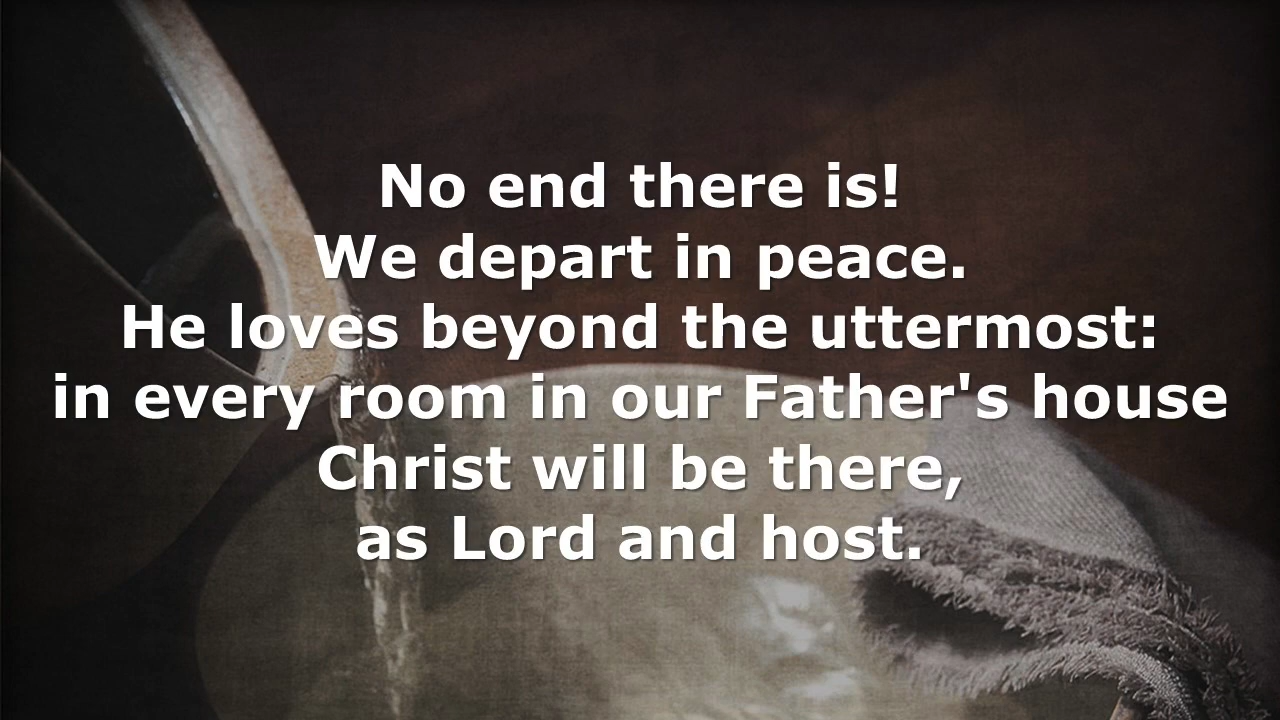 No end there is!
We depart in peace.
He loves beyond the uttermost:
in every room in our Father's house
Christ will be there,
as Lord and host.